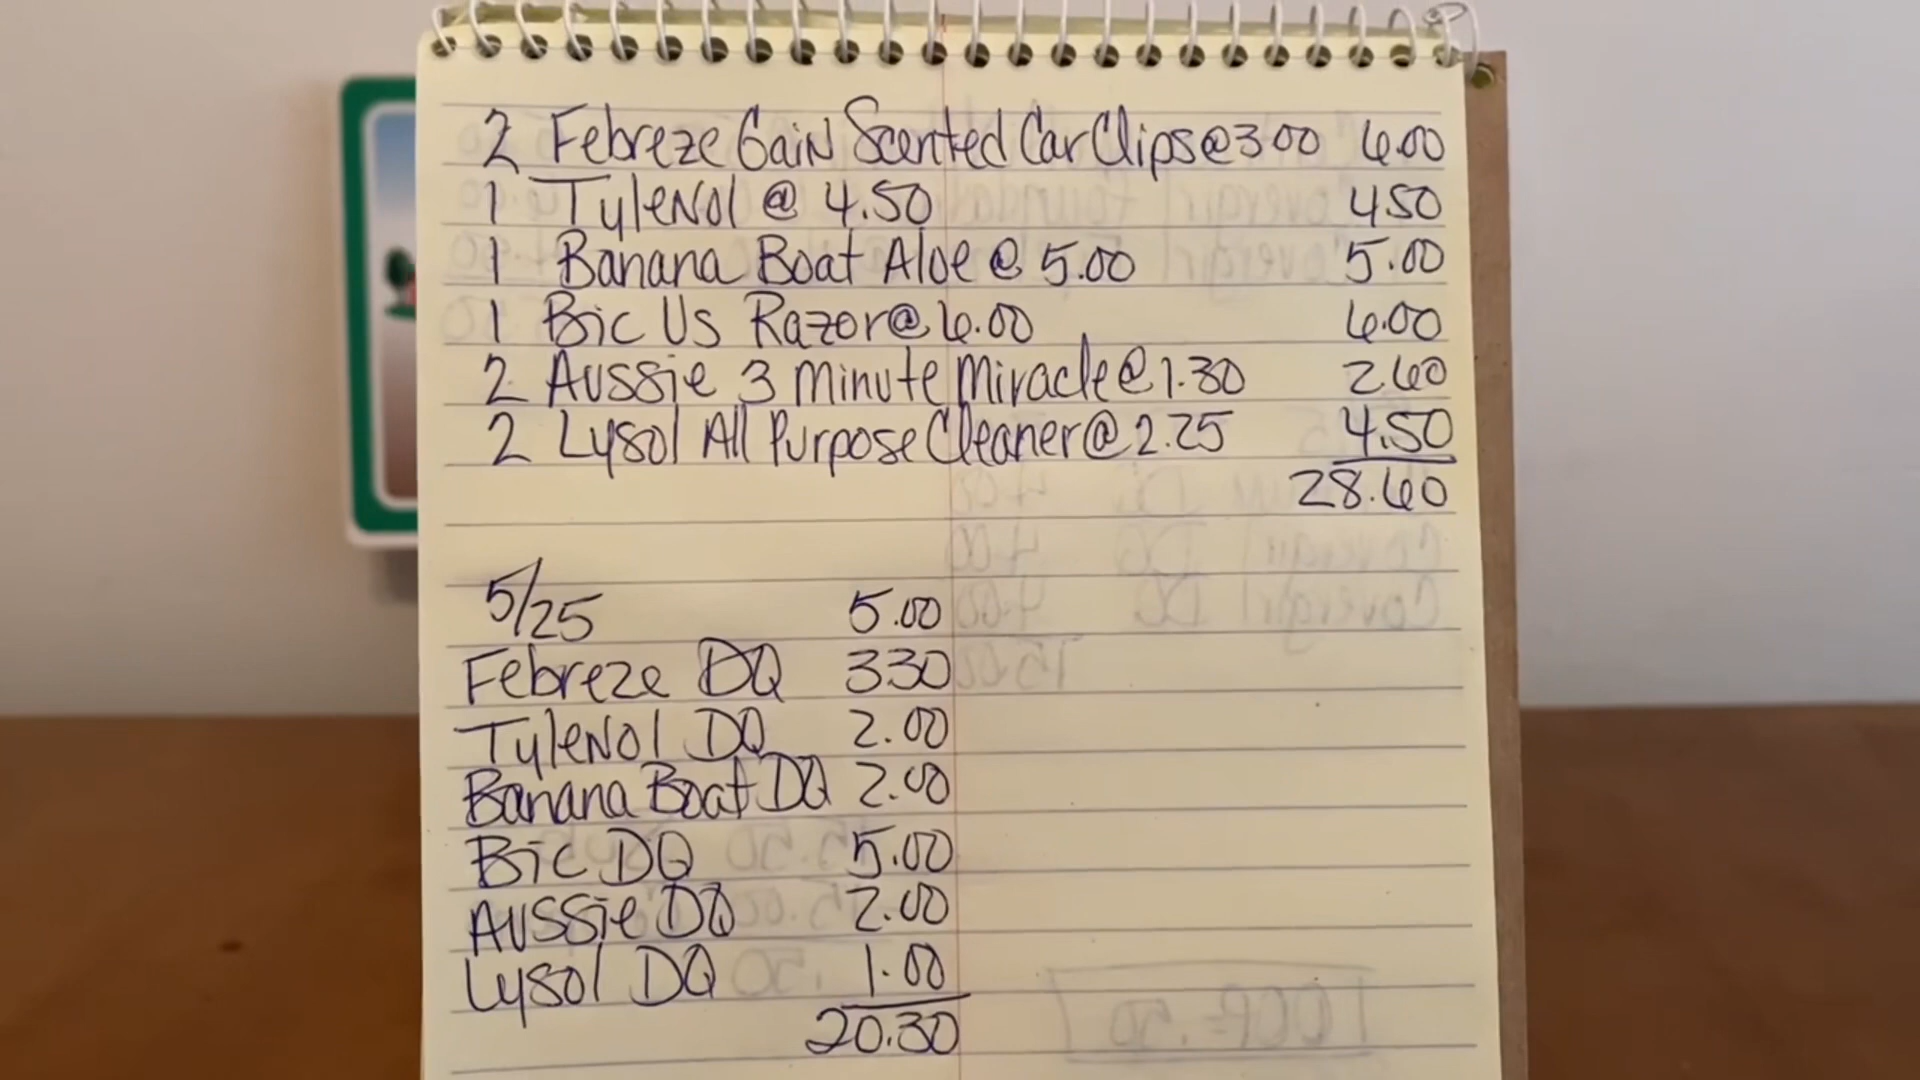 2 Febreze Gain Scented Car Clips @ 3.00 6.00
1 Tylenol @ 4.50 4.50
1 Banana Boat Aloe @ 5.00 5.00
1 Bic Us Razor @ 6.00 6.00
2 Aussie 3 Minute Miracle @ 1.30 2.60
2 Lysol All Purpose Cleaner @ 2.25 4.50
28.60
5/25 5.00
Febreze DQ 3.30
Tylenol DQ 2.00
Banana Boat DQ 2.00
Bic DQ 5.00
Aussie DQ 2.00
Lysol DQ 1.00
20.30